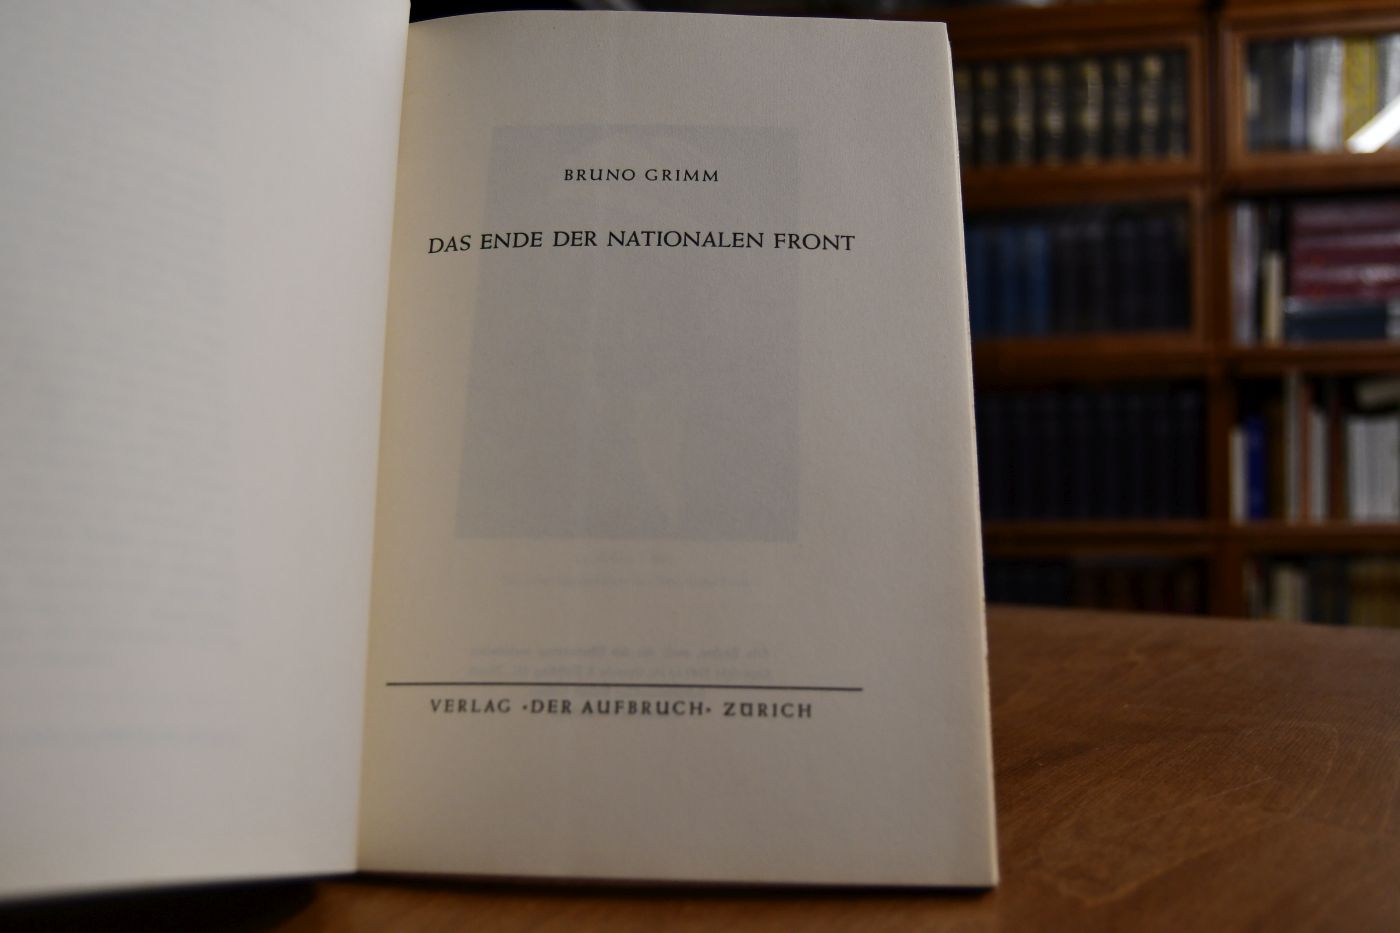 BRUNO GRIMM
DAS ENDE DER NATIONALEN FRONT
VERLAG •DER AUFBRUCH• ZÜRICH